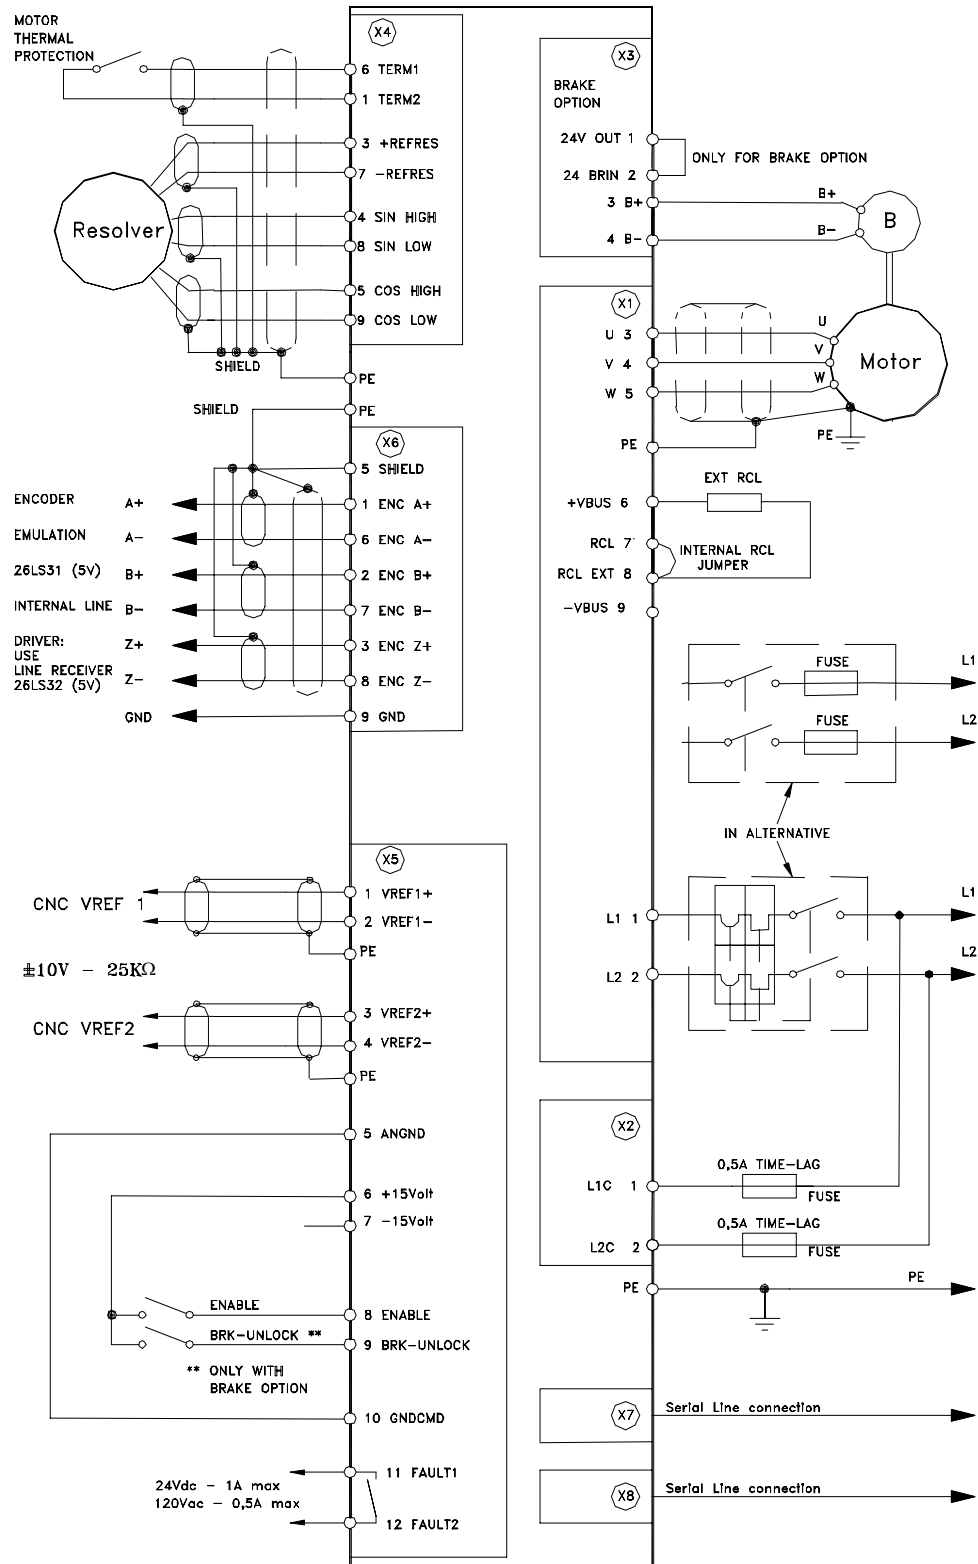 MOTOR
THERMAL
PROTECTION
X4
6 TERM1
1 TERM2
3 +REFRES
7 -REFRES
Resolver
4 SIN HIGH
8 SIN LOW
5 COS HIGH
9 COS LOW
SHIELD
PE
SHIELD
PE
X6
5 SHIELD
ENCODER
A+
1 ENC A+
EMULATION
A-
6 ENC A-
26LS31 (5V)
B+
2 ENC B+
INTERNAL LINE
B-
7 ENC B-
DRIVER:
USE
LINE RECEIVER
26LS32 (5V)
Z+
3 ENC Z+
Z-
8 ENC Z-
GND
9 GND
X5
CNC VREF 1
1 VREF1+
2 VREF1-
PE
±10V - 25KΩ
CNC VREF2
3 VREF2+
4 VREF2-
PE
5 ANGND
6 +15Volt
7 -15Volt
ENABLE
8 ENABLE
BRK-UNLOCK **
9 BRK-UNLOCK
** ONLY WITH
BRAKE OPTION
10 GNDCMD
11 FAULT1
24Vdc - 1A max
120Vac - 0,5A max
12 FAULT2
X3
BRAKE
OPTION
24V OUT 1
ONLY FOR BRAKE OPTION
24 BRIN 2
3 B+
B+
B
4 B-
B-
X1
U 3
U
V 4
V
Motor
W 5
W
PE
PE
EXT RCL
+VBUS 6
RCL 7
INTERNAL RCL
JUMPER
RCL EXT 8
-VBUS 9
FUSE
L1
FUSE
L2
IN ALTERNATIVE
L1 1
L1
L2 2
L2
X2
0,5A TIME-LAG
L1C 1
FUSE
0,5A TIME-LAG
L2C 2
FUSE
PE
PE
X7
Serial Line connection
X8
Serial Line connection